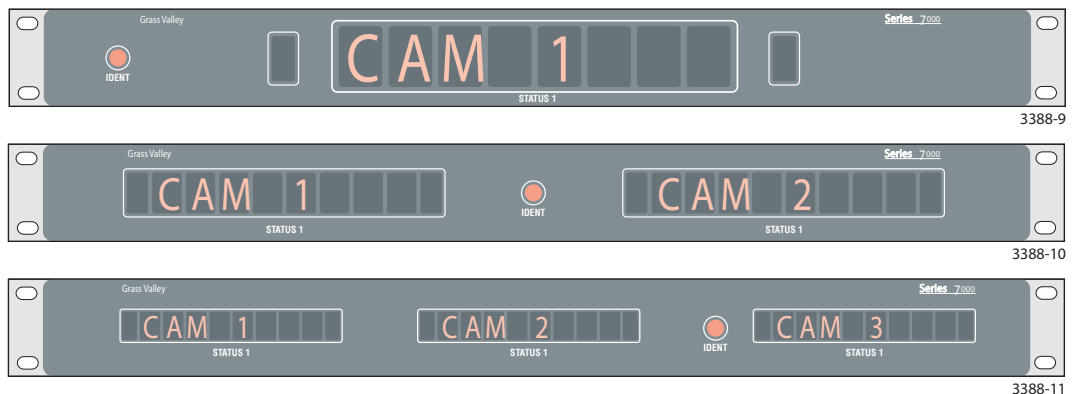 Grass Valley
Series 7000
IDENT
CAM 1
STATUS 1
3388-9
Grass Valley
Series 7000
CAM 1
IDENT
CAM 2
STATUS 1
STATUS 1
3388-10
Grass Valley
Series 7000
CAM 1
CAM 2
IDENT
CAM 3
STATUS 1
STATUS 1
STATUS 1
3388-11